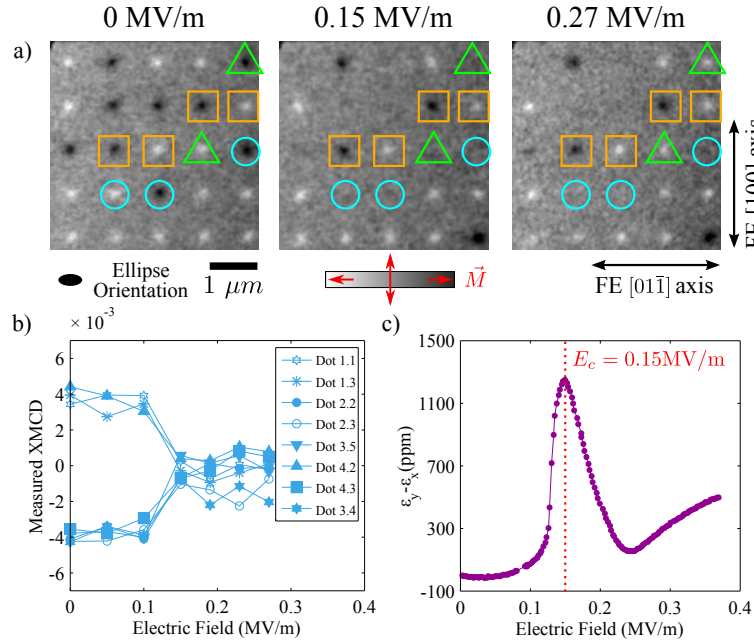 0 MV/m
0.15 MV/m
0.27 MV/m
a)
FE [100] axis
Ellipse
Orientation
1 μm
M⃗
FE [011̅] axis
b)
× 10⁻³
6
4
2
0
-2
-4
-6
Measured XMCD
0
0.1
0.2
0.3
0.4
Electric Field (MV/m)
Dot 1.1
Dot 1.3
Dot 2.2
Dot 2.3
Dot 3.5
Dot 4.2
Dot 4.3
Dot 3.4
c)
1500
1100
700
300
-100
εy-εx(ppm)
Ec = 0.15MV/m
0
0.1
0.2
0.3
0.4
Electric Field (MV/m)